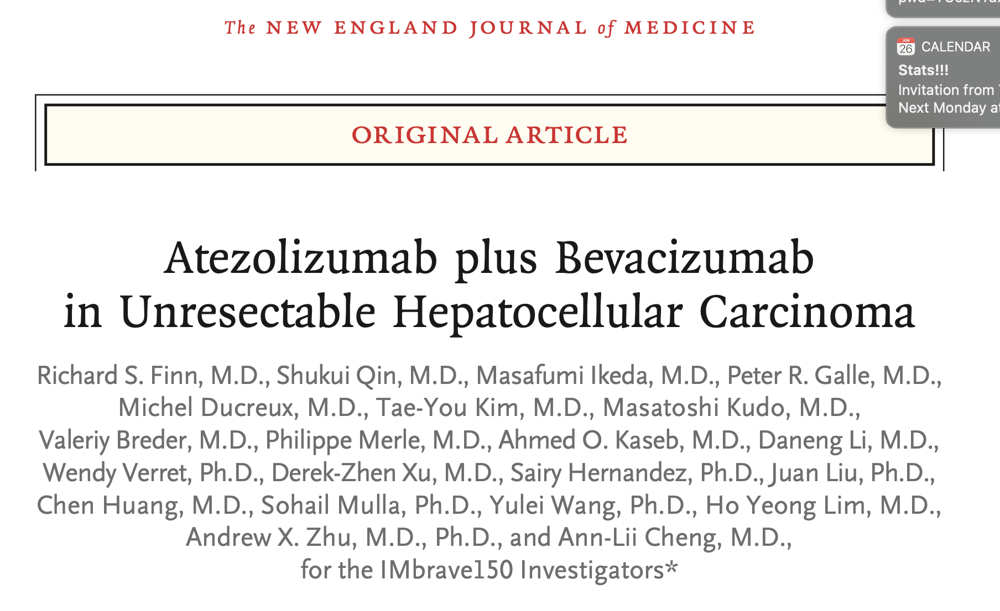 The NEW ENGLAND JOURNAL of MEDICINE
JUN
26
CALENDAR
Stats!!!
Invitation from
Next Monday at
ORIGINAL ARTICLE
Atezolizumab plus Bevacizumab
in Unresectable Hepatocellular Carcinoma
Richard S. Finn, M.D., Shukui Qin, M.D., Masafumi Ikeda, M.D., Peter R. Galle, M.D.,
Michel Ducreux, M.D., Tae-You Kim, M.D., Masatoshi Kudo, M.D.,
Valeriy Breder, M.D., Philippe Merle, M.D., Ahmed O. Kaseb, M.D., Daneng Li, M.D.,
Wendy Verret, Ph.D., Derek-Zhen Xu, M.D., Sairy Hernandez, Ph.D., Juan Liu, Ph.D.,
Chen Huang, M.D., Sohail Mulla, Ph.D., Yulei Wang, Ph.D., Ho Yeong Lim, M.D.,
Andrew X. Zhu, M.D., Ph.D., and Ann-Lii Cheng, M.D.,
for the IMbrave150 Investigators*